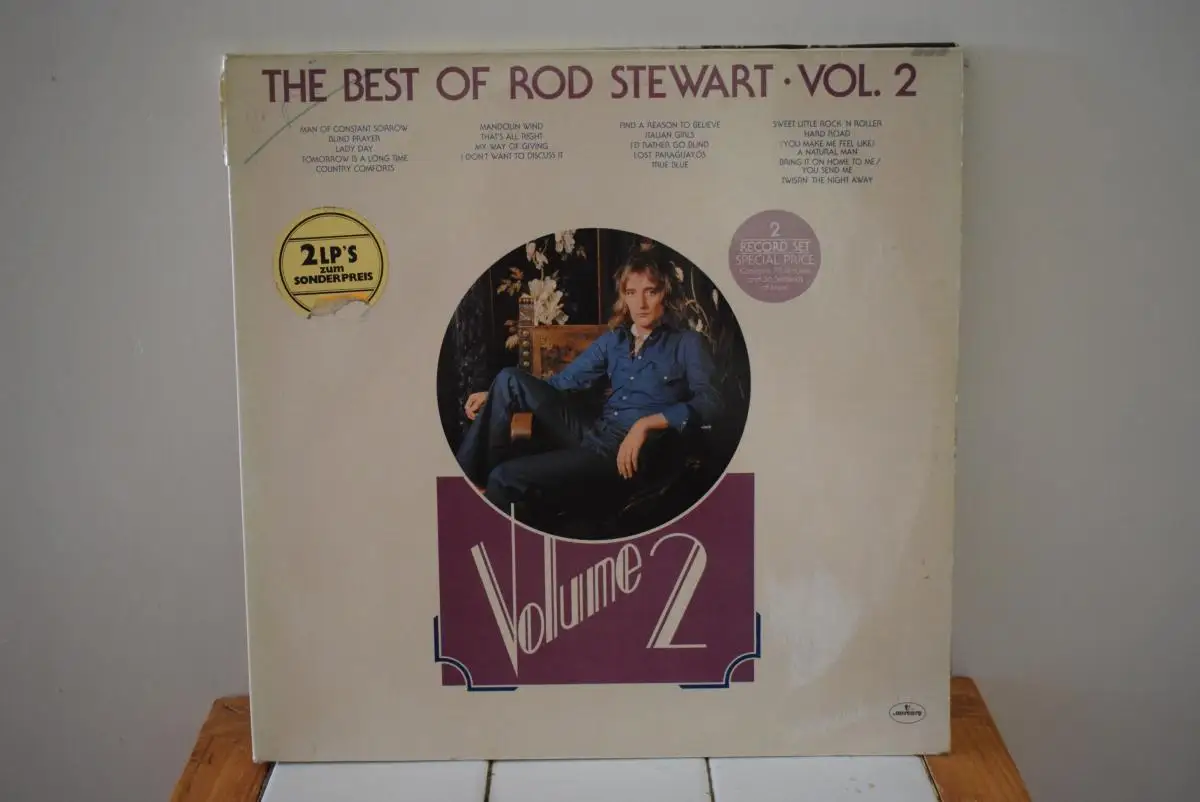 THE BEST OF ROD STEWART · VOL. 2
MAN OF CONSTANT SORROW
BLIND PRAYER
LADY DAY
TOMORROW IS A LONG TIME
COUNTRY COMFORTS
MANDOLIN WIND
THAT'S ALL RIGHT
MY WAY OF GIVING
I DON'T WANT TO DISCUSS IT
FIND A REASON TO BELIEVE
ITALIAN GIRLS
I'D RATHER GO BLIND
LOST PARAGUAYOS
TRUE BLUE
SWEET LITTLE ROCK 'N ROLLER
HARD ROAD
(YOU MAKE ME FEEL LIKE)
A NATURAL MAN
BRING IT ON HOME TO ME/
YOU SEND ME
TWISTIN' THE NIGHT AWAY
2 LP'S
zum
SONDERPREIS
2
RECORD SET
SPECIAL PRICE
Volume 2
mercury